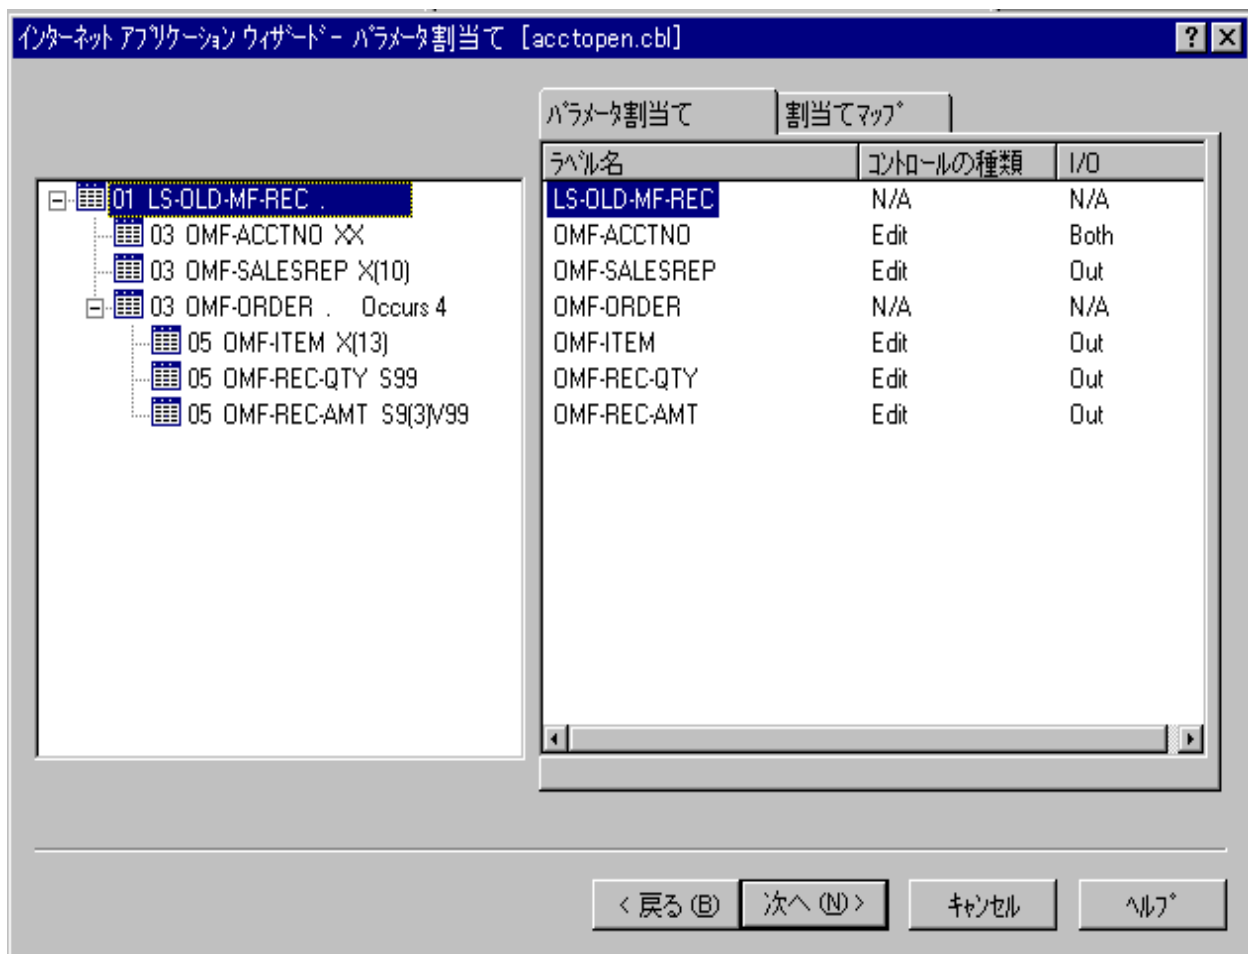 インターネット アプリケーション ウィザード - パラメータ割当て [acctopen.cbl]
パラメータ割当て 割当てマップ
ラベル名 コントロールの種類 I/O
01 LS-OLD-MF-REC . LS-OLD-MF-REC N/A N/A
03 OMF-ACCTNO XX OMF-ACCTNO Edit Both
03 OMF-SALESREP X(10) OMF-SALESREP Edit Out
03 OMF-ORDER . Occurs 4 OMF-ORDER N/A N/A
05 OMF-ITEM X(13) OMF-ITEM Edit Out
05 OMF-REC-QTY S99 OMF-REC-QTY Edit Out
05 OMF-REC-AMT S9(3)V99 OMF-REC-AMT Edit Out
< 戻る(B) 次へ(N) > キャンセル ヘルプ